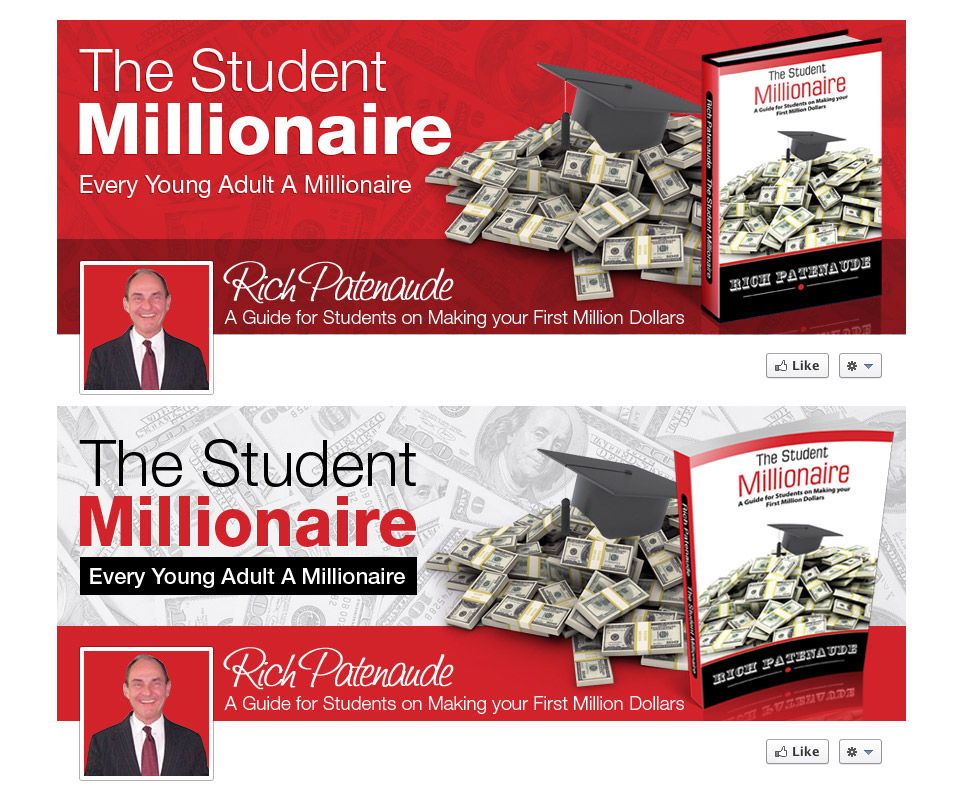 The Student
Millionaire
Every Young Adult A Millionaire
The Student
Millionaire
A Guide for Students on Making your
First Million Dollars
Rich Patenaude The Student Millionaire
RICH PATENAUDE
Rich Patenaude
A Guide for Students on Making your First Million Dollars
Like
The Student
Millionaire
Every Young Adult A Millionaire
The Student
Millionaire
A Guide for Students on Making your
First Million Dollars
Rich Patenaude The Student Millionaire
RICH PATENAUDE
Rich Patenaude
A Guide for Students on Making your First Million Dollars
Like